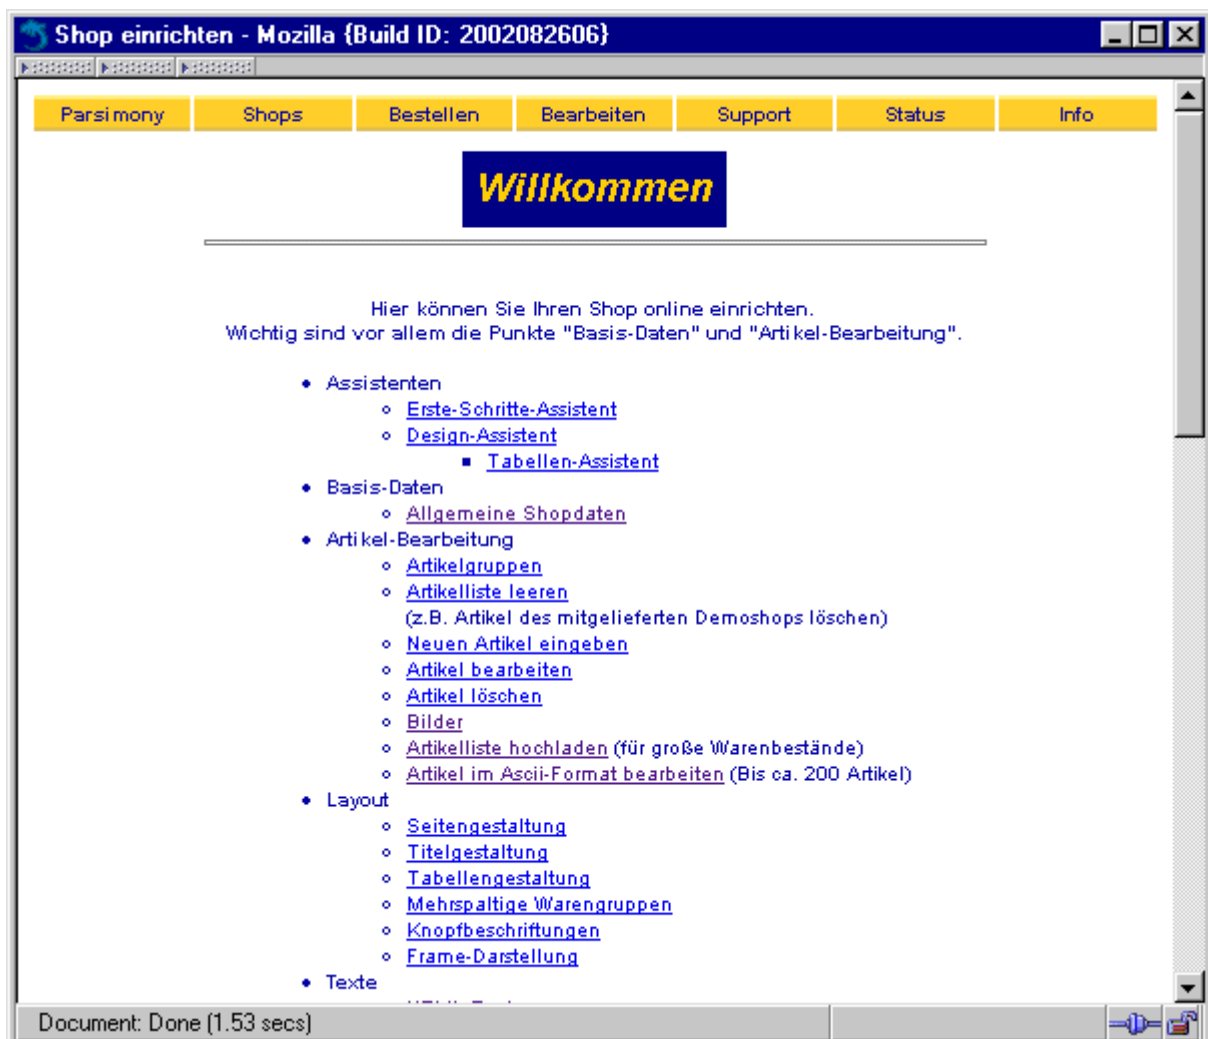 Shop einrichten - Mozilla {Build ID: 2002082606}
Parsimony Shops Bestellen Bearbeiten Support Status Info
Willkommen
Hier können Sie Ihren Shop online einrichten.
Wichtig sind vor allem die Punkte "Basis-Daten" und "Artikel-Bearbeitung".
Assistenten
Erste-Schritte-Assistent
Design-Assistent
Tabellen-Assistent
Basis-Daten
Allgemeine Shopdaten
Artikel-Bearbeitung
Artikelgruppen
Artikelliste leeren
(z.B. Artikel des mitgelieferten Demoshops löschen)
Neuen Artikel eingeben
Artikel bearbeiten
Artikel löschen
Bilder
Artikelliste hochladen (für große Warenbestände)
Artikel im Ascii-Format bearbeiten (Bis ca. 200 Artikel)
Layout
Seitengestaltung
Titelgestaltung
Tabellengestaltung
Mehrspaltige Warengruppen
Knopfbeschriftungen
Frame-Darstellung
Texte
Document: Done (1.53 secs)